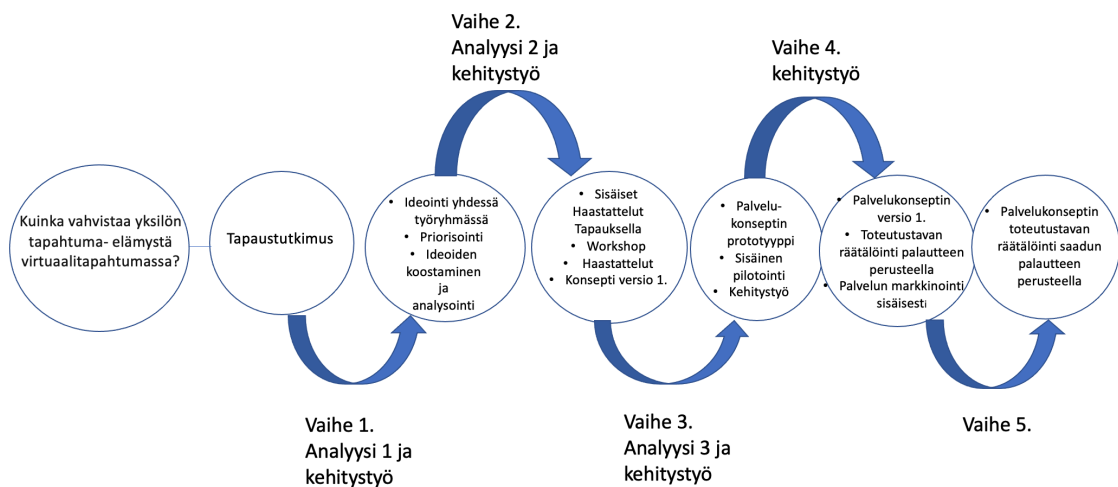 Vaihe 2.
Analyysi 2 ja
kehitystyö
Vaihe 4.
kehitystyö
Kuinka vahvistaa yksilön
tapahtuma- elämystä
virtuaalitapahtumassa?
Tapaustutkimus
• Ideointi yhdessä
työryhmässä
• Priorisointi
• Ideoiden
koostaminen
ja
analysointi
• Sisäiset
Haastattelut
Tapauksella
• Workshop
• Haastattelut
• Konsepti versio 1.
• Palvelu-
konseptin
prototyyppi
• Sisäinen
pilotointi
• Kehitystyö
• Palvelukonseptin
versio 1.
• Toteutustavan
räätälöinti palautteen
perusteella
• Palvelun markkinointi
sisäisesti
• Palvelukonseptin
toteutustavan
räätälöinti saadun
palautteen
perusteella
Vaihe 1.
Analyysi 1 ja
kehitystyö
Vaihe 3.
Analyysi 3 ja
kehitystyö
Vaihe 5.